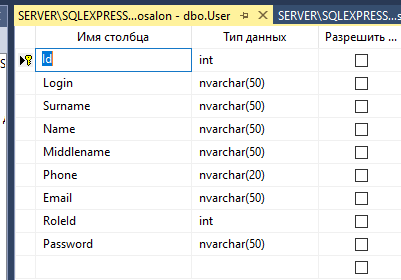 SERVER\SQLEXPRESS...osalon - dbo.User SERVER\SQLEXPRESS...s
Имя столбца Тип данных Разрешить ...
Id int
Login nvarchar(50)
Surname nvarchar(50)
Name nvarchar(50)
Middlename nvarchar(50)
Phone nvarchar(20)
Email nvarchar(50)
RoleId int
Password nvarchar(50)